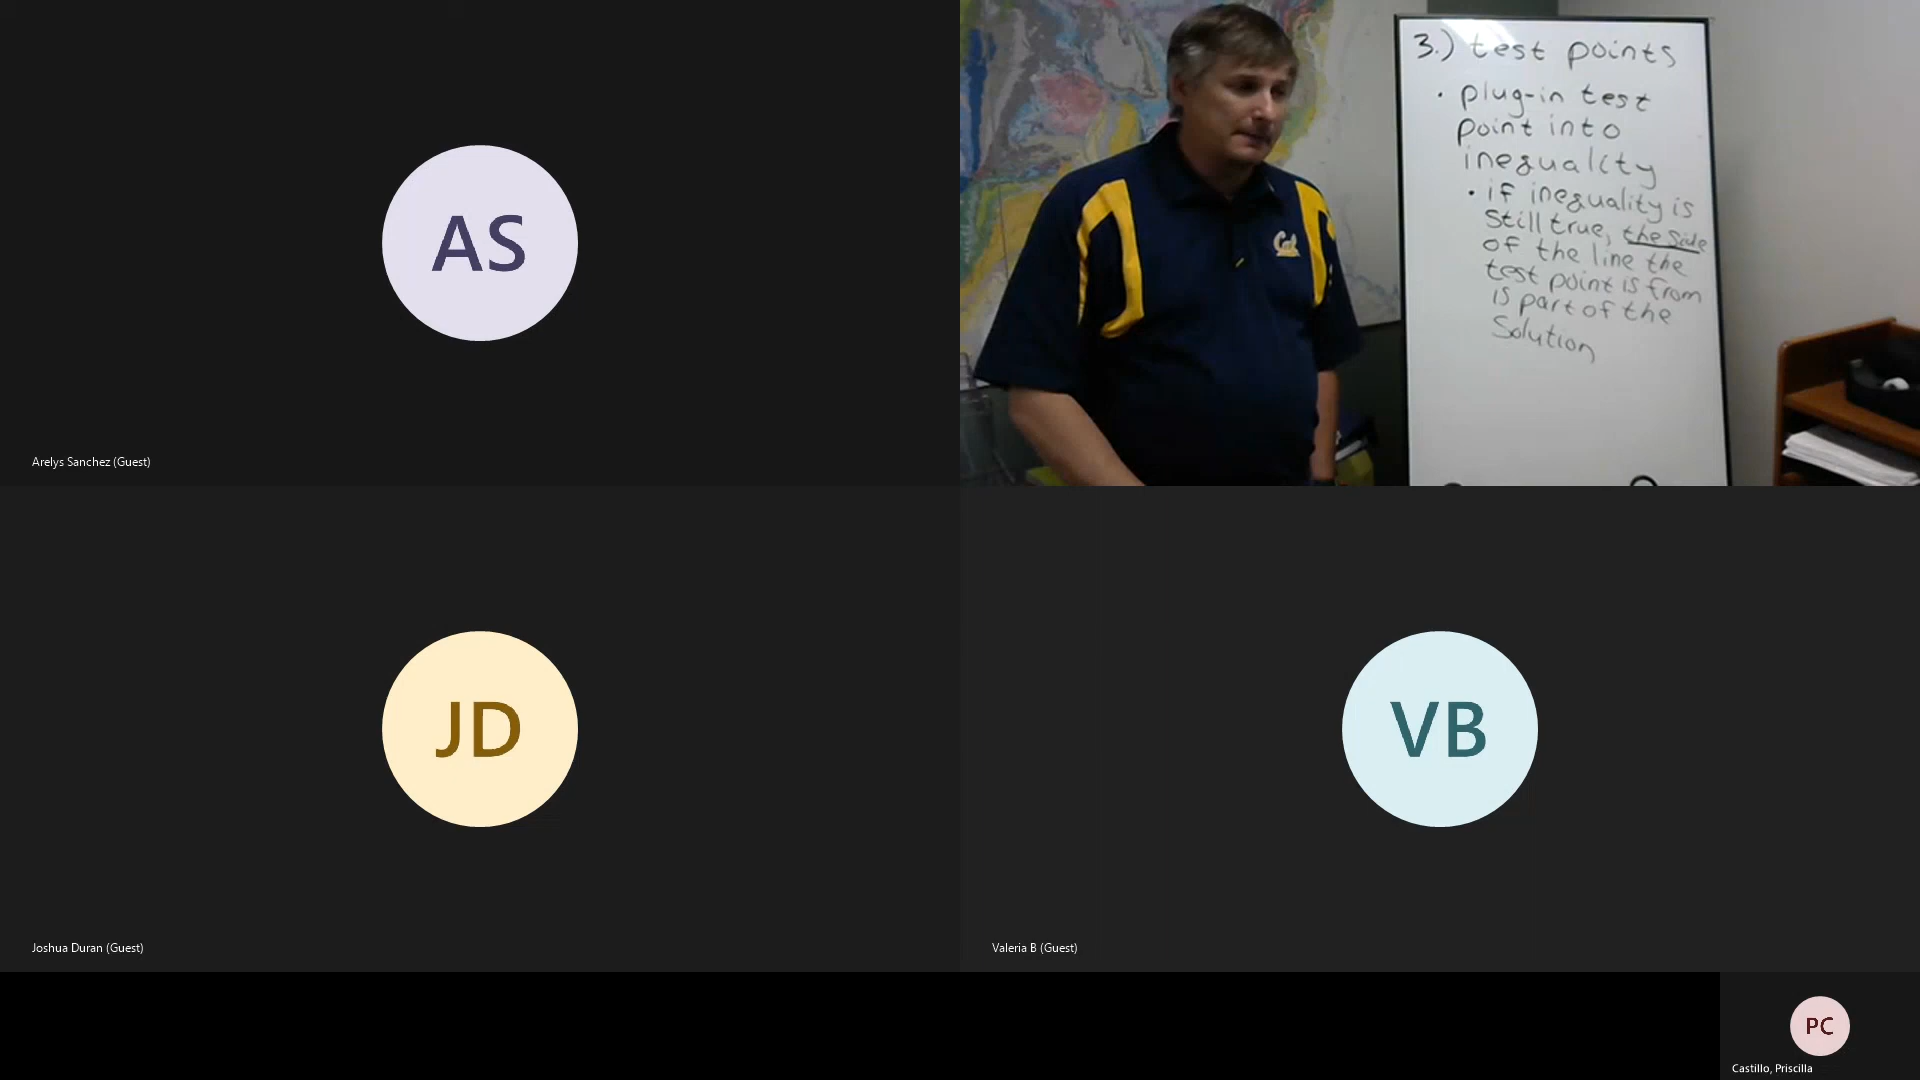 AS
Arelys Sanchez (Guest)
3.) test points
• plug-in test
point into
inequality
• if inequality is
still true, the side
of the line the
test point is from
is part of the
Solution
Cal
JD
Joshua Duran (Guest)
VB
Valeria B (Guest)
PC
Castillo, Priscilla